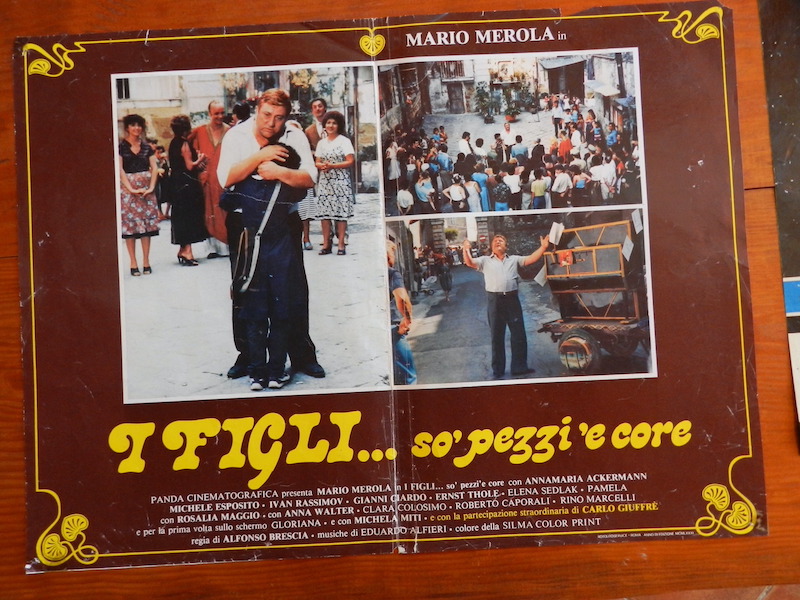 MARIO MEROLA in
I FIGLI... so' pezzi 'e core
PANDA CINEMATOGRAFICA presenta MARIO MEROLA in I FIGLI... so' pezzi'e core con ANNAMARIA ACKERMANN
MICHELE ESPOSITO • IVAN RASSIMOV • GIANNI CIARDO • ERNST THOLE • ELENA SEDLAK • PAMELA
con ROSALIA MAGGIO • con ANNA WALTER • CLARA COLOSIMO • ROBERTO CAPORALI • RINO MARCELLI
e per la prima volta sullo schermo GLORIANA • e con MICHELA MITI • e con la partecipazione straordinaria di CARLO GIUFFRÈ
regia di ALFONSO BRESCIA • musiche di EDUARDO ALFIERI • colore della SILMA COLOR PRINT